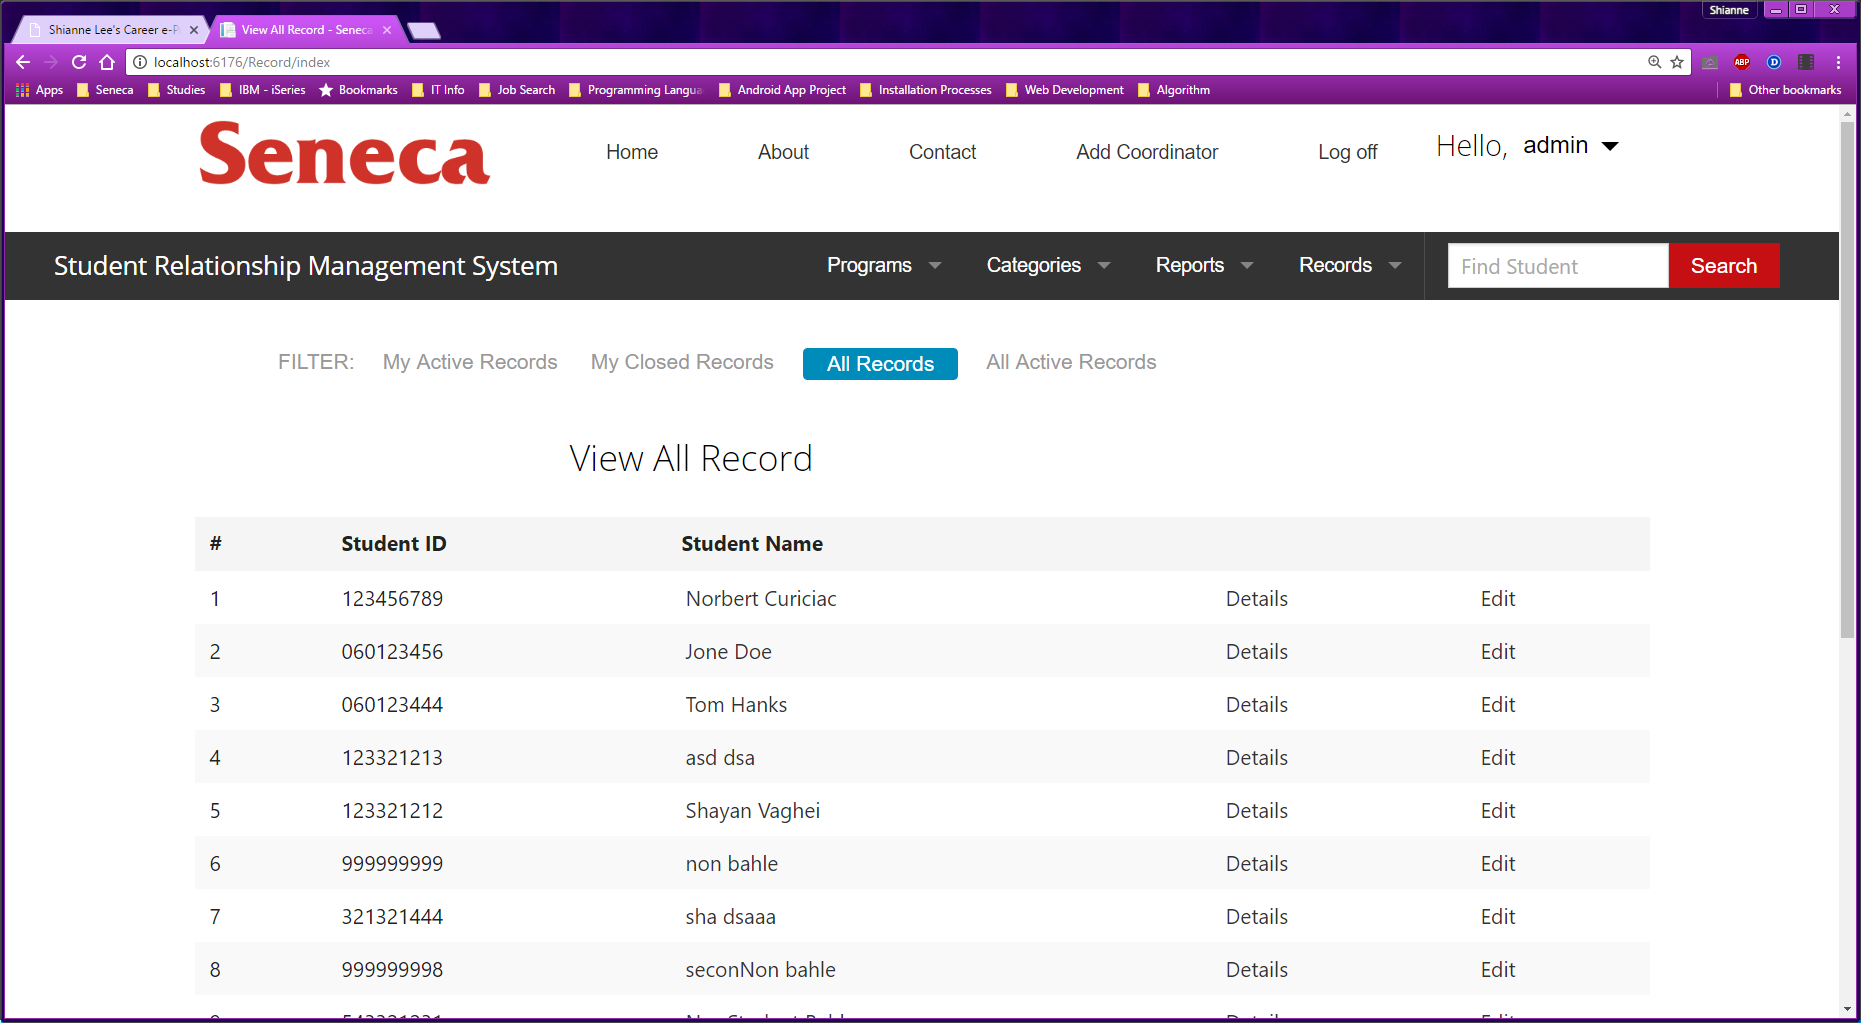 Shianne
Shianne Lee's Career e-P
View All Record - Seneca
localhost:6176/Record/index
ABP
D
Apps Seneca Studies IBM - iSeries Bookmarks IT Info Job Search Programming Langua Android App Project Installation Processes Web Development Algorithm Other bookmarks
Seneca Home About Contact Add Coordinator Log off Hello, admin
Student Relationship Management System Programs Categories Reports Records Find Student Search
FILTER: My Active Records My Closed Records All Records All Active Records
View All Record
# Student ID Student Name
1 123456789 Norbert Curiciac Details Edit
2 060123456 Jone Doe Details Edit
3 060123444 Tom Hanks Details Edit
4 123321213 asd dsa Details Edit
5 123321212 Shayan Vaghei Details Edit
6 999999999 non bahle Details Edit
7 321321444 sha dsaaa Details Edit
8 999999998 seconNon bahle Details Edit